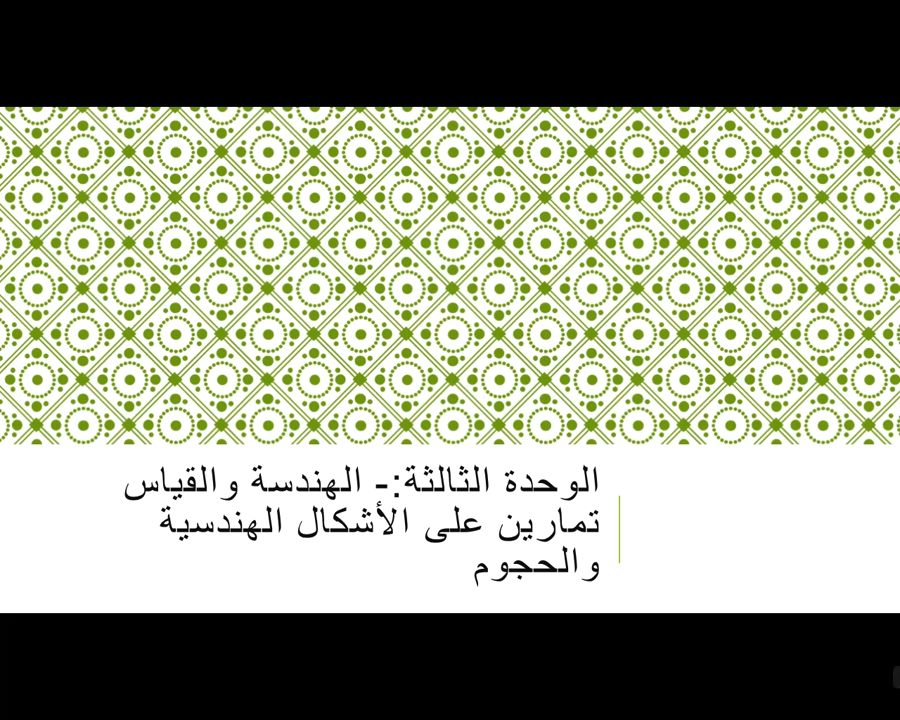 الوحدة الثالثة:- الهندسة والقياس
تمارين على الأشكال الهندسية
والحجوم